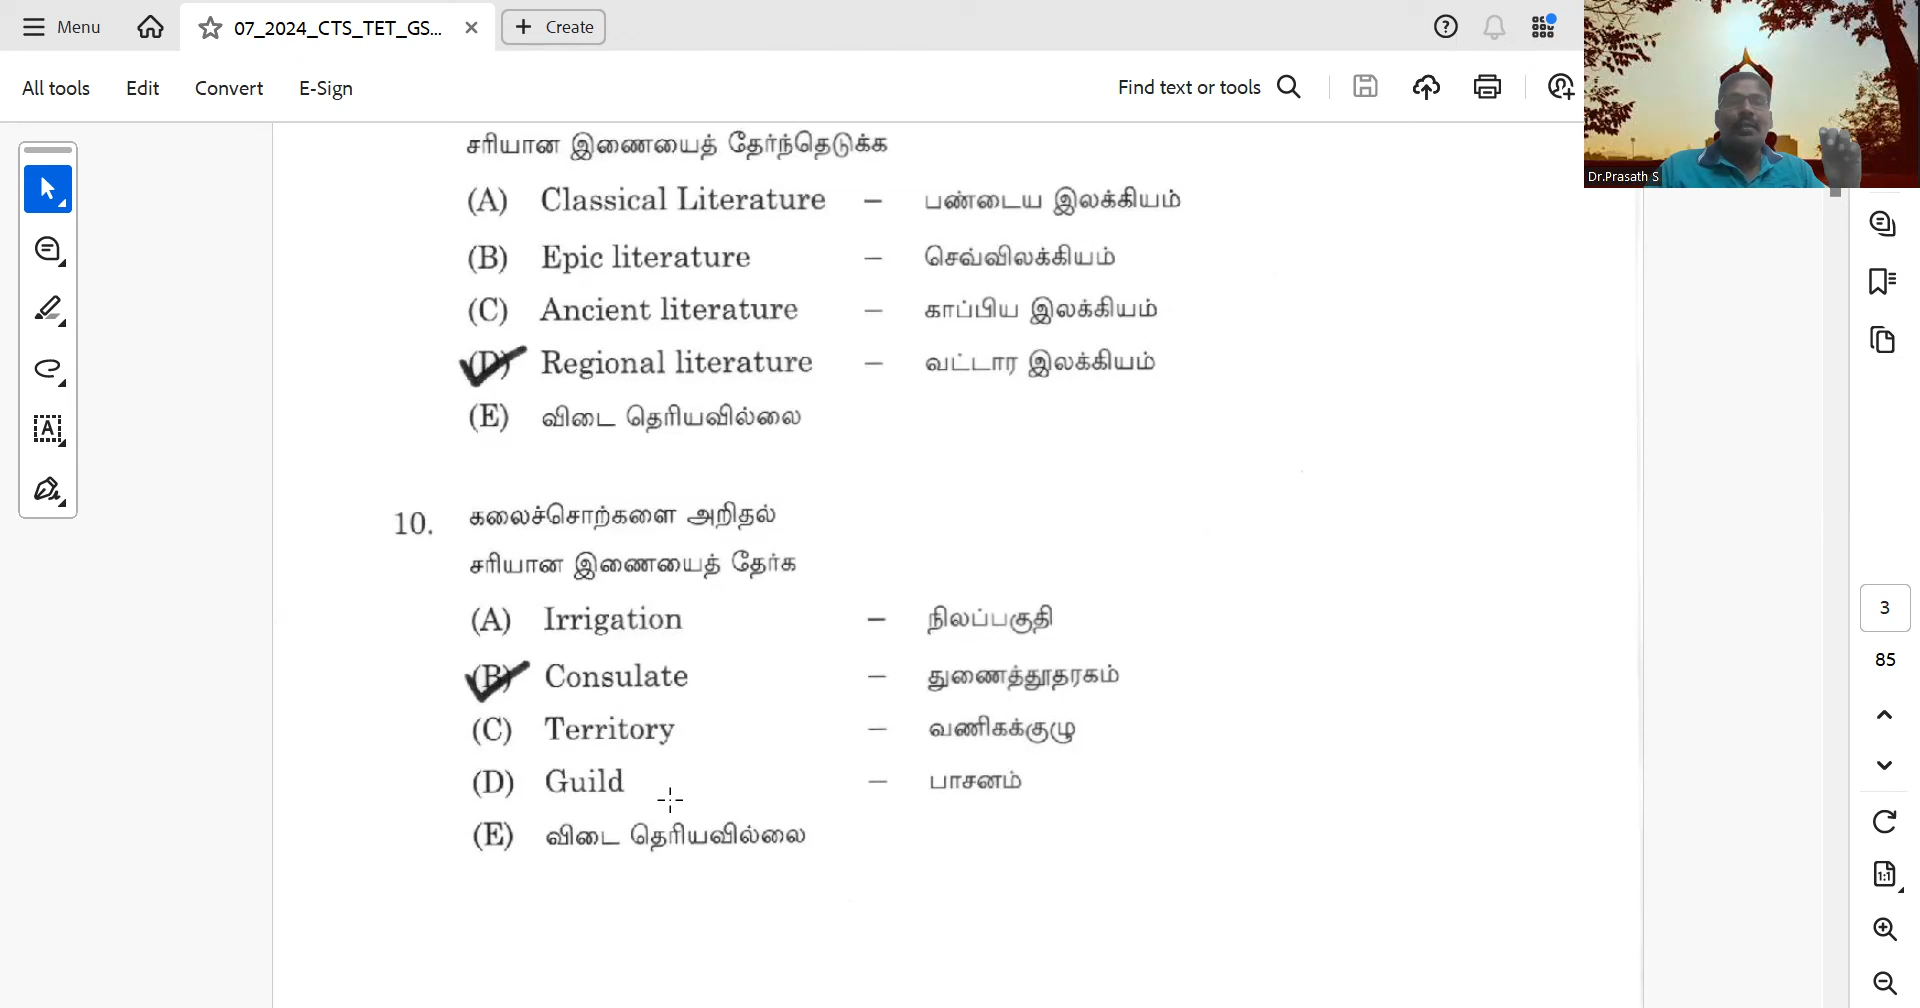 Menu
07_2024_CTS_TET_GS...
Create
All tools
Edit
Convert
E-Sign
Find text or tools
Dr.Prasath S
சரியான இணையைத் தேர்ந்தெடுக்க
(A) Classical Literature – பண்டைய இலக்கியம்
(B) Epic literature – செவ்விலக்கியம்
(C) Ancient literature – காப்பிய இலக்கியம்
(D) Regional literature – வட்டார இலக்கியம்
(E) விடை தெரியவில்லை
10. கலைச்சொற்களை அறிதல்
சரியான இணையைத் தேர்க
(A) Irrigation – நிலப்பகுதி
(B) Consulate – துணைத்தூதரகம்
(C) Territory – வணிகக்குழு
(D) Guild – பாசனம்
(E) விடை தெரியவில்லை
3
85
1:1